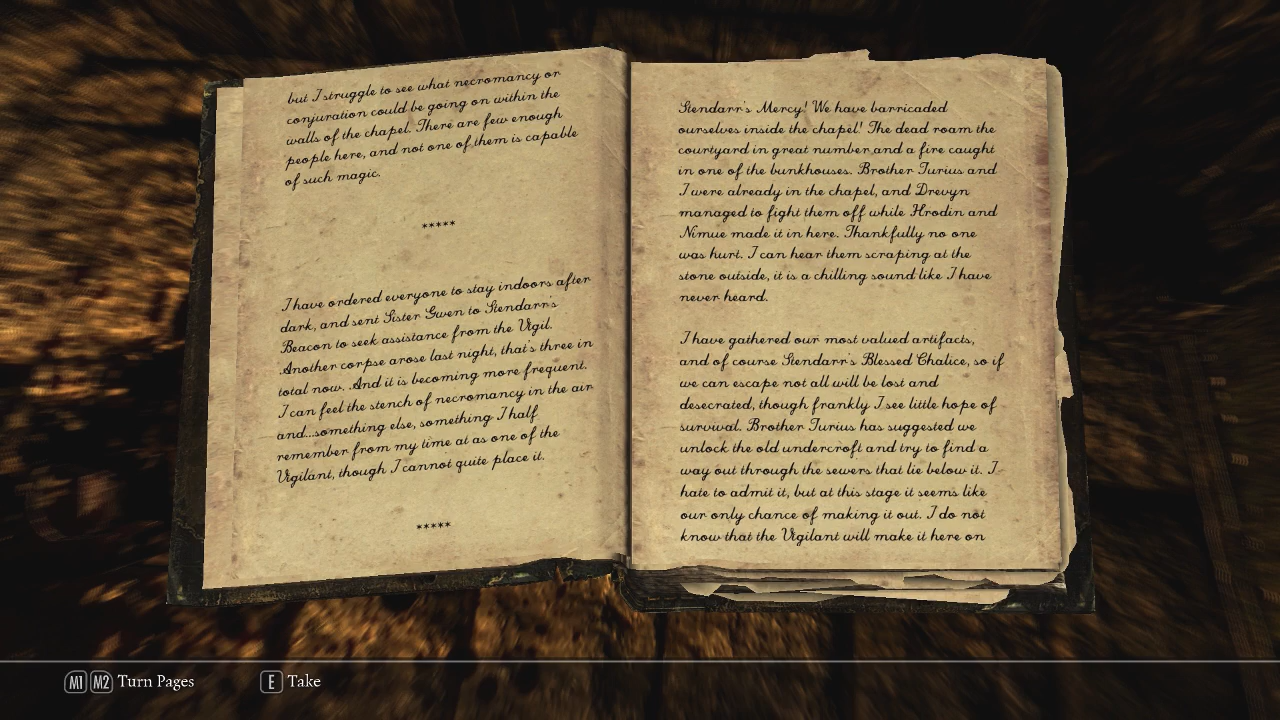 but I struggle to see what necromancy or
conjuration could be going on within the
walls of the chapel. There are few enough
people here, and not one of them is capable
of such magic.
*****
I have ordered everyone to stay indoors after
dark, and sent Sister Gwen to Stendarr's
Beacon to seek assistance from the Vigil.
Another corpse arose last night, that's three in
total now. And it is becoming more frequent.
I can feel the stench of necromancy in the air
and...something else, something I half
remember from my time at as one of the
Vigilant, though I cannot quite place it.
*****
Stendarr's Mercy! We have barricaded
ourselves inside the chapel! The dead roam the
courtyard in great number and a fire caught
in one of the bunkhouses. Brother Turius and
I were already in the chapel, and Drevyn
managed to fight them off while Hrodin and
Nimue made it in here. Thankfully no one
was hurt. I can hear them scraping at the
stone outside, it is a chilling sound like I have
never heard.
I have gathered our most valued artifacts,
and of course Stendarr's Blessed Chalice, so if
we can escape not all will be lost and
desecrated, though frankly I see little hope of
survival. Brother Turius has suggested we
unlock the old undercroft and try to find a
way out through the sewers that lie below it. I
hate to admit it, but at this stage it seems like
our only chance of making it out. I do not
know that the Vigilant will make it here on
M1 M2 Turn Pages
E Take